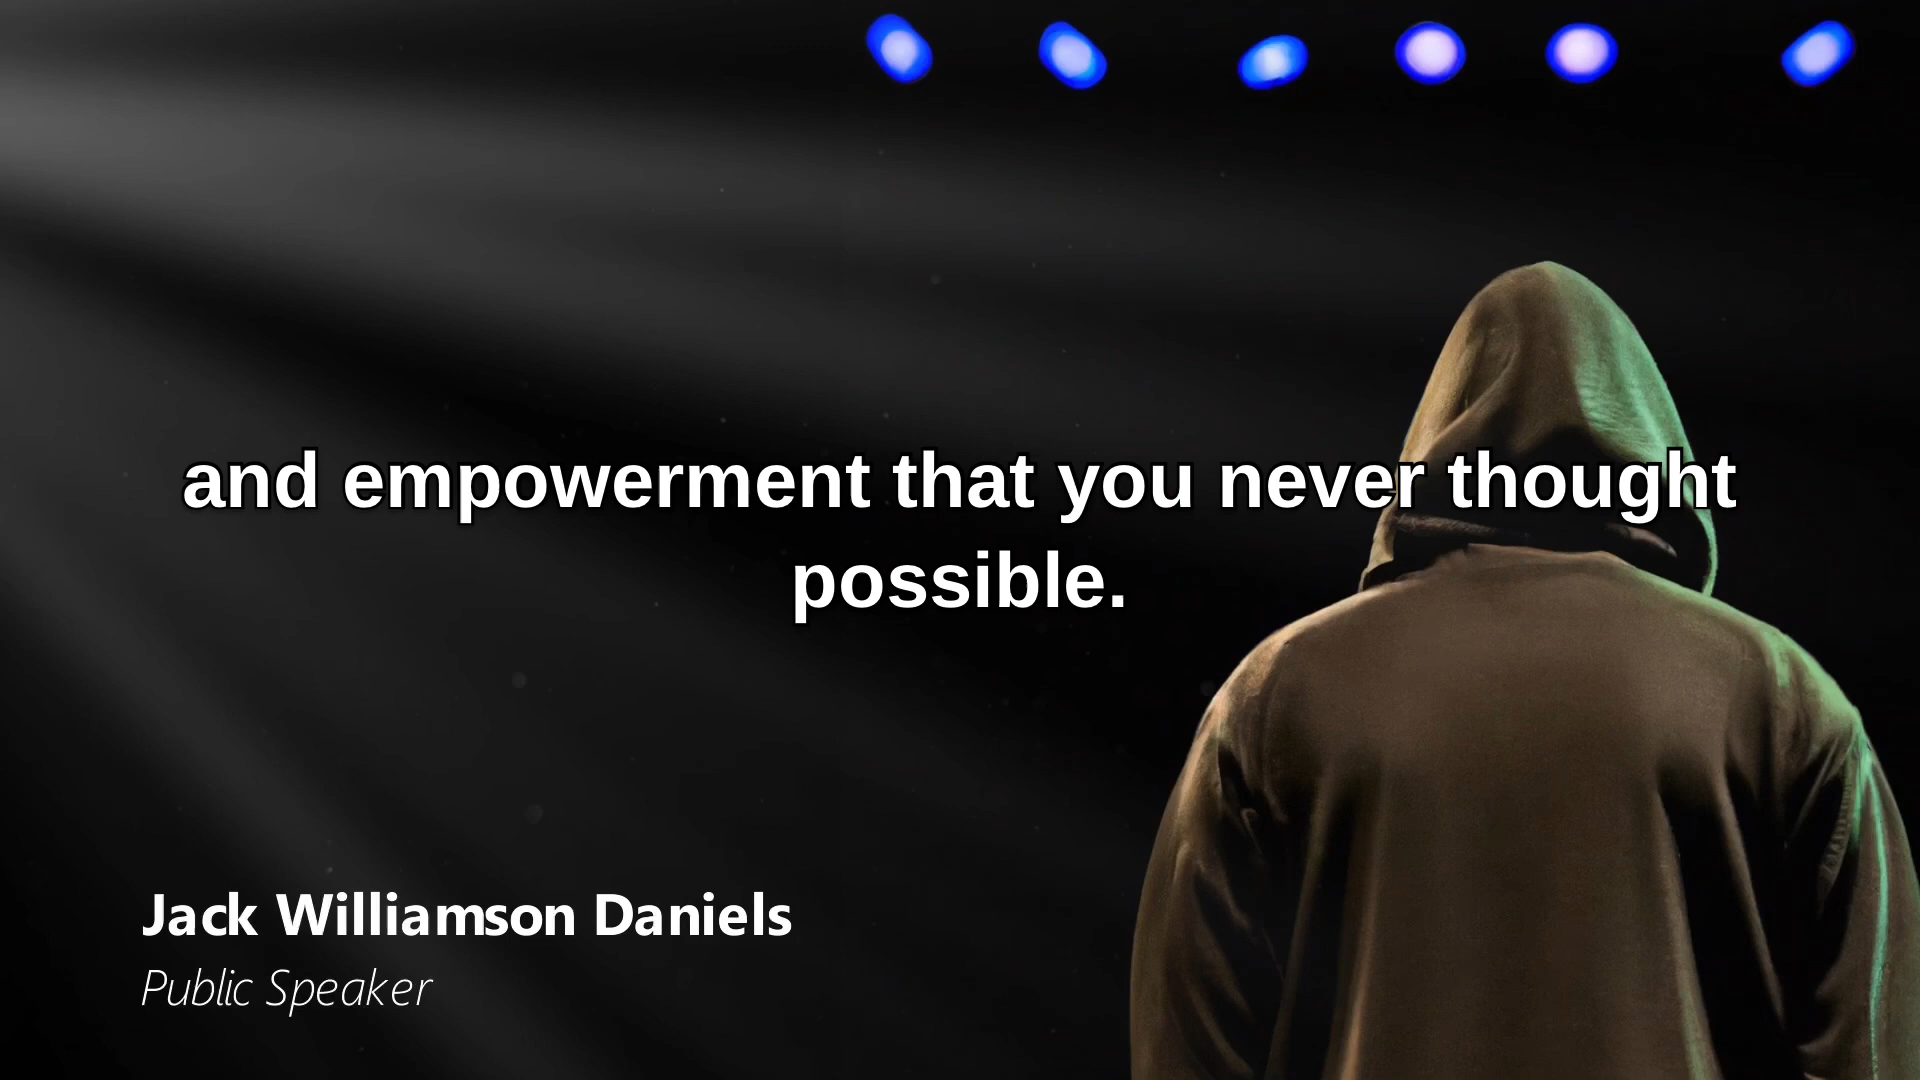 and empowerment that you never thought
possible.
Jack Williamson Daniels
Public Speaker